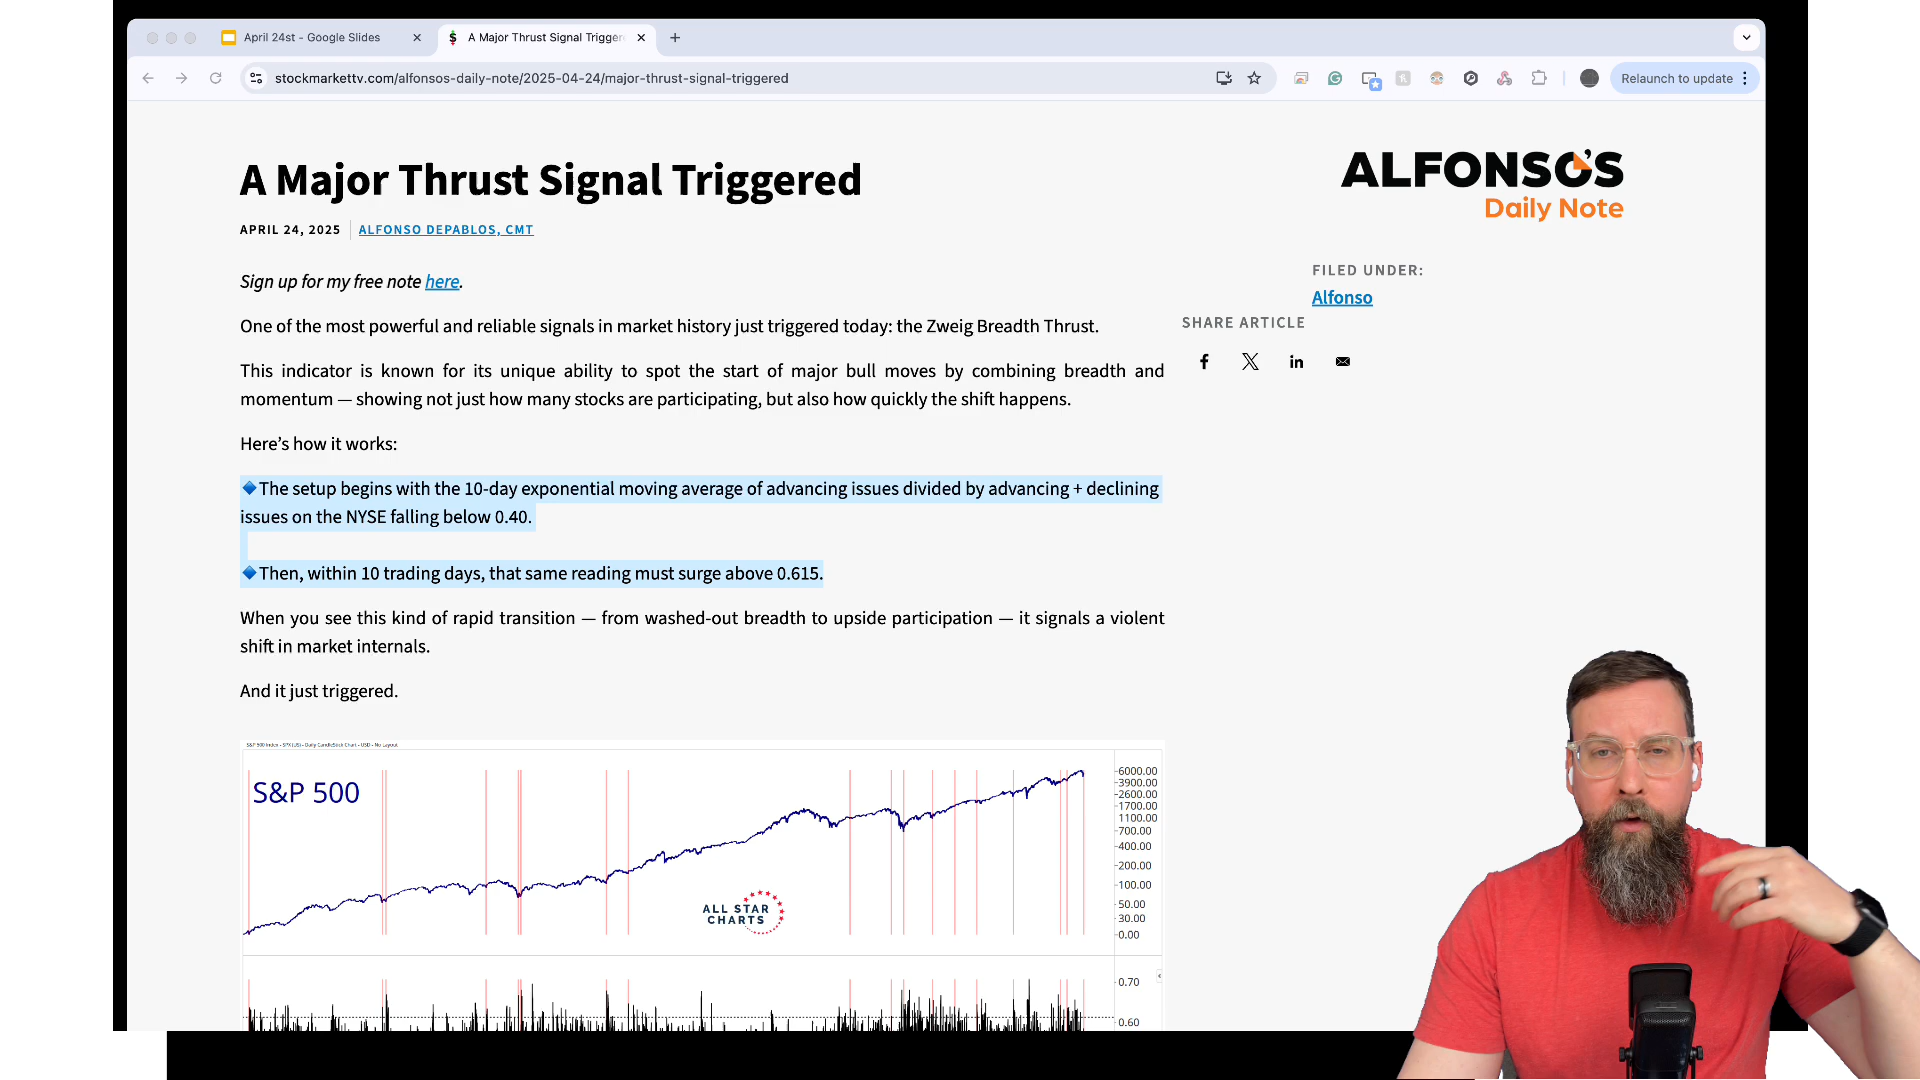 April 24st - Google Slides
A Major Thrust Signal Trigger
stockmarkettv.com/alfonsos-daily-note/2025-04-24/major-thrust-signal-triggered
Relaunch to update
A Major Thrust Signal Triggered
ALFONSO'S
Daily Note
APRIL 24, 2025
ALFONSO DEPABLOS, CMT
FILED UNDER:
Alfonso
SHARE ARTICLE
Sign up for my free note here.
One of the most powerful and reliable signals in market history just triggered today: the Zweig Breadth Thrust.
This indicator is known for its unique ability to spot the start of major bull moves by combining breadth and
momentum — showing not just how many stocks are participating, but also how quickly the shift happens.
Here’s how it works:
🔹The setup begins with the 10-day exponential moving average of advancing issues divided by advancing + declining
issues on the NYSE falling below 0.40.
🔹Then, within 10 trading days, that same reading must surge above 0.615.
When you see this kind of rapid transition — from washed-out breadth to upside participation — it signals a violent
shift in market internals.
And it just triggered.
S&P 500 Index - SPX (US) - Daily CandleStick Chart - USD - No Layout
S&P 500
6000.00
3900.00
2600.00
1700.00
1100.00
700.00
400.00
200.00
100.00
50.00
30.00
0.00
ALL STAR
CHARTS
0.70
0.60